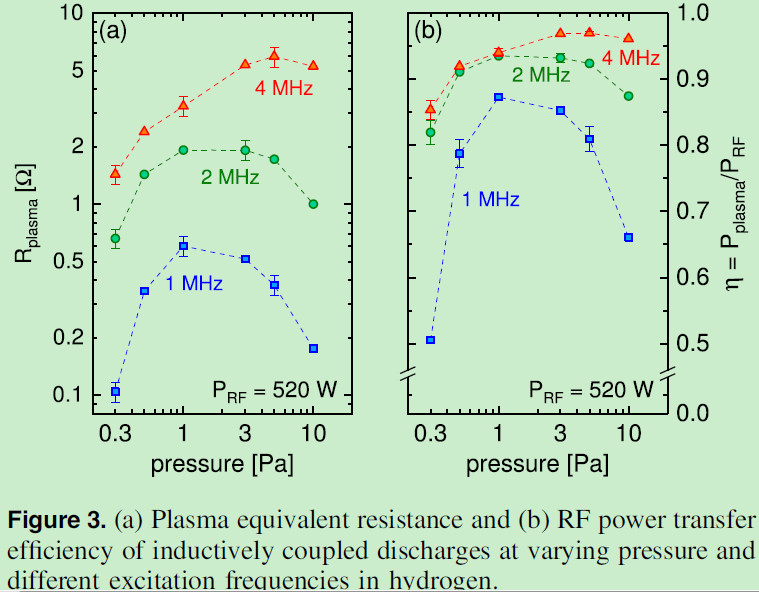 (a)
10
5
2
1
0.5
0.2
0.1
R_plasma [Ω]
4 MHz
2 MHz
1 MHz
P_RF = 520 W
0.3
1
3
10
pressure [Pa]
(b)
4 MHz
2 MHz
1 MHz
P_RF = 520 W
0.3
1
3
10
pressure [Pa]
1.0
0.9
0.8
0.7
0.6
0.5
0.0
η = P_plasma/P_RF
Figure 3. (a) Plasma equivalent resistance and (b) RF power transfer
efficiency of inductively coupled discharges at varying pressure and
different excitation frequencies in hydrogen.